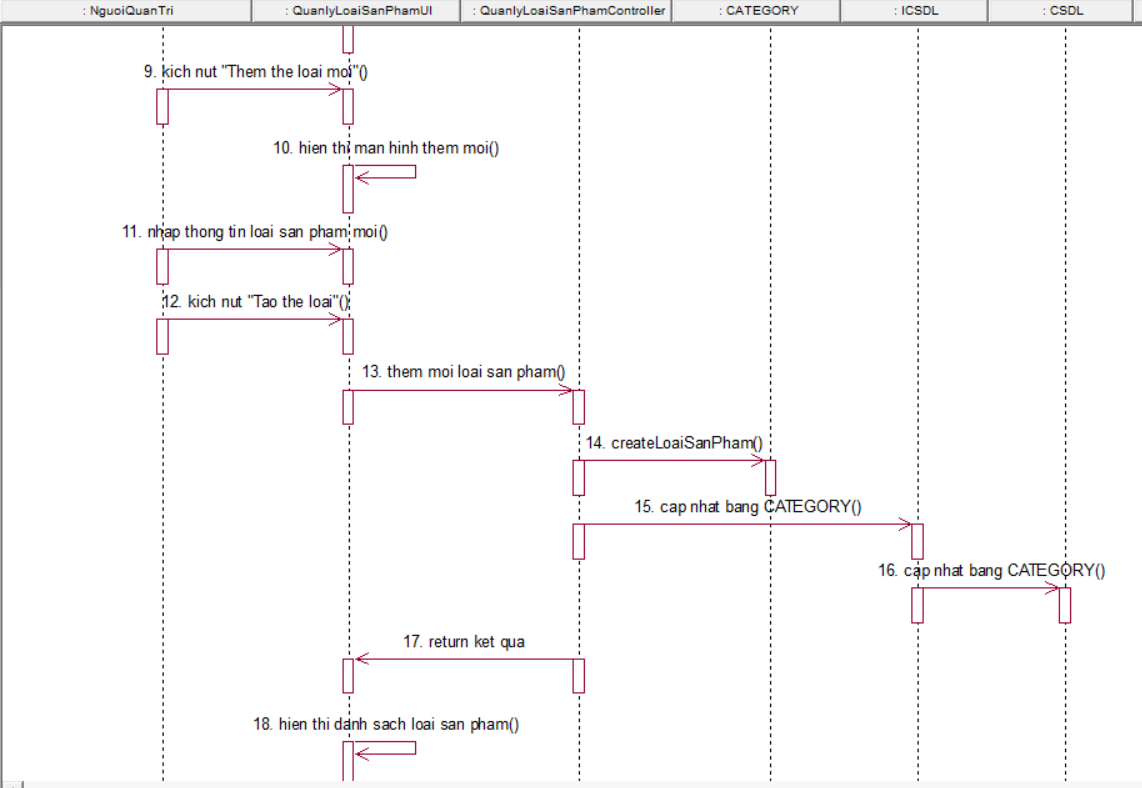 : NguoiQuanTri
: QuanlyLoaiSanPhamUI
: QuanlyLoaiSanPhamController
: CATEGORY
: ICSDL
: CSDL
9. kich nut "Them the loai moi"()
10. hien thi man hinh them moi()
11. nhap thong tin loai san pham moi()
12. kich nut "Tao the loai"()
13. them moi loai san pham()
14. createLoaiSanPham()
15. cap nhat bang CATEGORY()
16. cap nhat bang CATEGORY()
17. return ket qua
18. hien thi danh sach loai san pham()